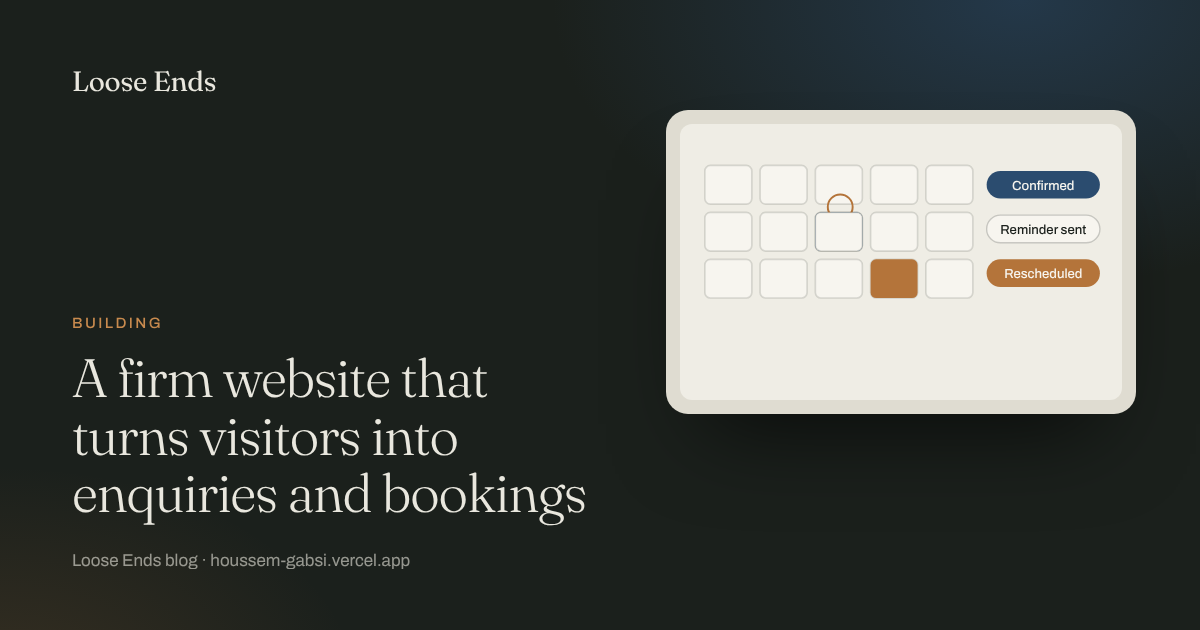 Loose Ends
BUILDING
A firm website that
turns visitors into
enquiries and bookings
Loose Ends blog · houssem-gabsi.vercel.app
Confirmed
Reminder sent
Rescheduled